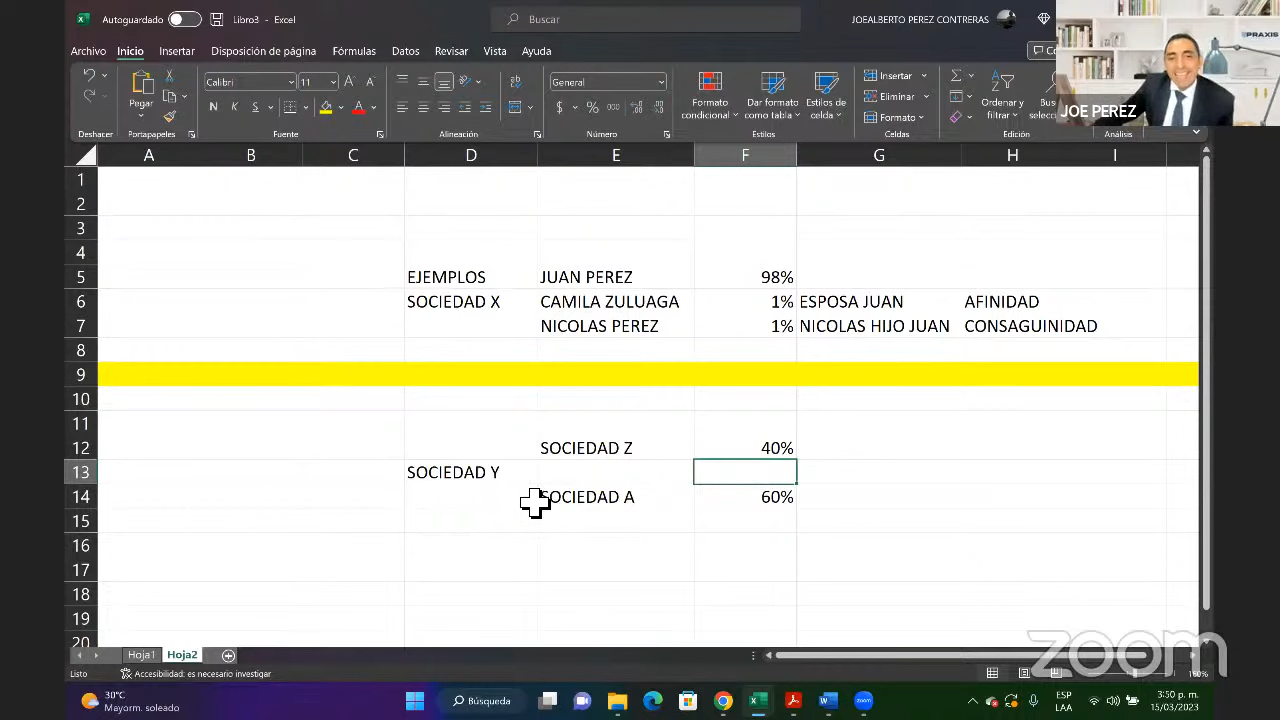 Autoguardado
Libro3 - Excel
Buscar
JOEALBERTO PEREZ CONTRERAS
PRAXIS
JOE PEREZ
Archivo Inicio Insertar Disposición de página Fórmulas Datos Revisar Vista Ayuda
Co
Pegar
Calibri 11
N K S
General
Formato condicional
Dar formato como tabla
Estilos de celda
Insertar
Eliminar
Formato
Ordenar y
Deshacer Portapapeles Fuente Alineación Número Estilos Celdas Edición Análisis
A B C D E F G H I
1
2
3
4
5 EJEMPLOS JUAN PEREZ 98%
6 SOCIEDAD X CAMILA ZULUAGA 1% ESPOSA JUAN AFINIDAD
7 NICOLAS PEREZ 1% NICOLAS HIJO JUAN CONSAGUINIDAD
8
9
10
11
12 SOCIEDAD Z 40%
13 SOCIEDAD Y
14 SOCIEDAD A 60%
15
16
17
18
19
20
Hoja1 Hoja2
zoom
Listo
Accesibilidad: es necesario investigar
30°C
Mayorm. soleado
Búsqueda
zoom
ESP
LAA
3:50 p. m.
15/03/2023